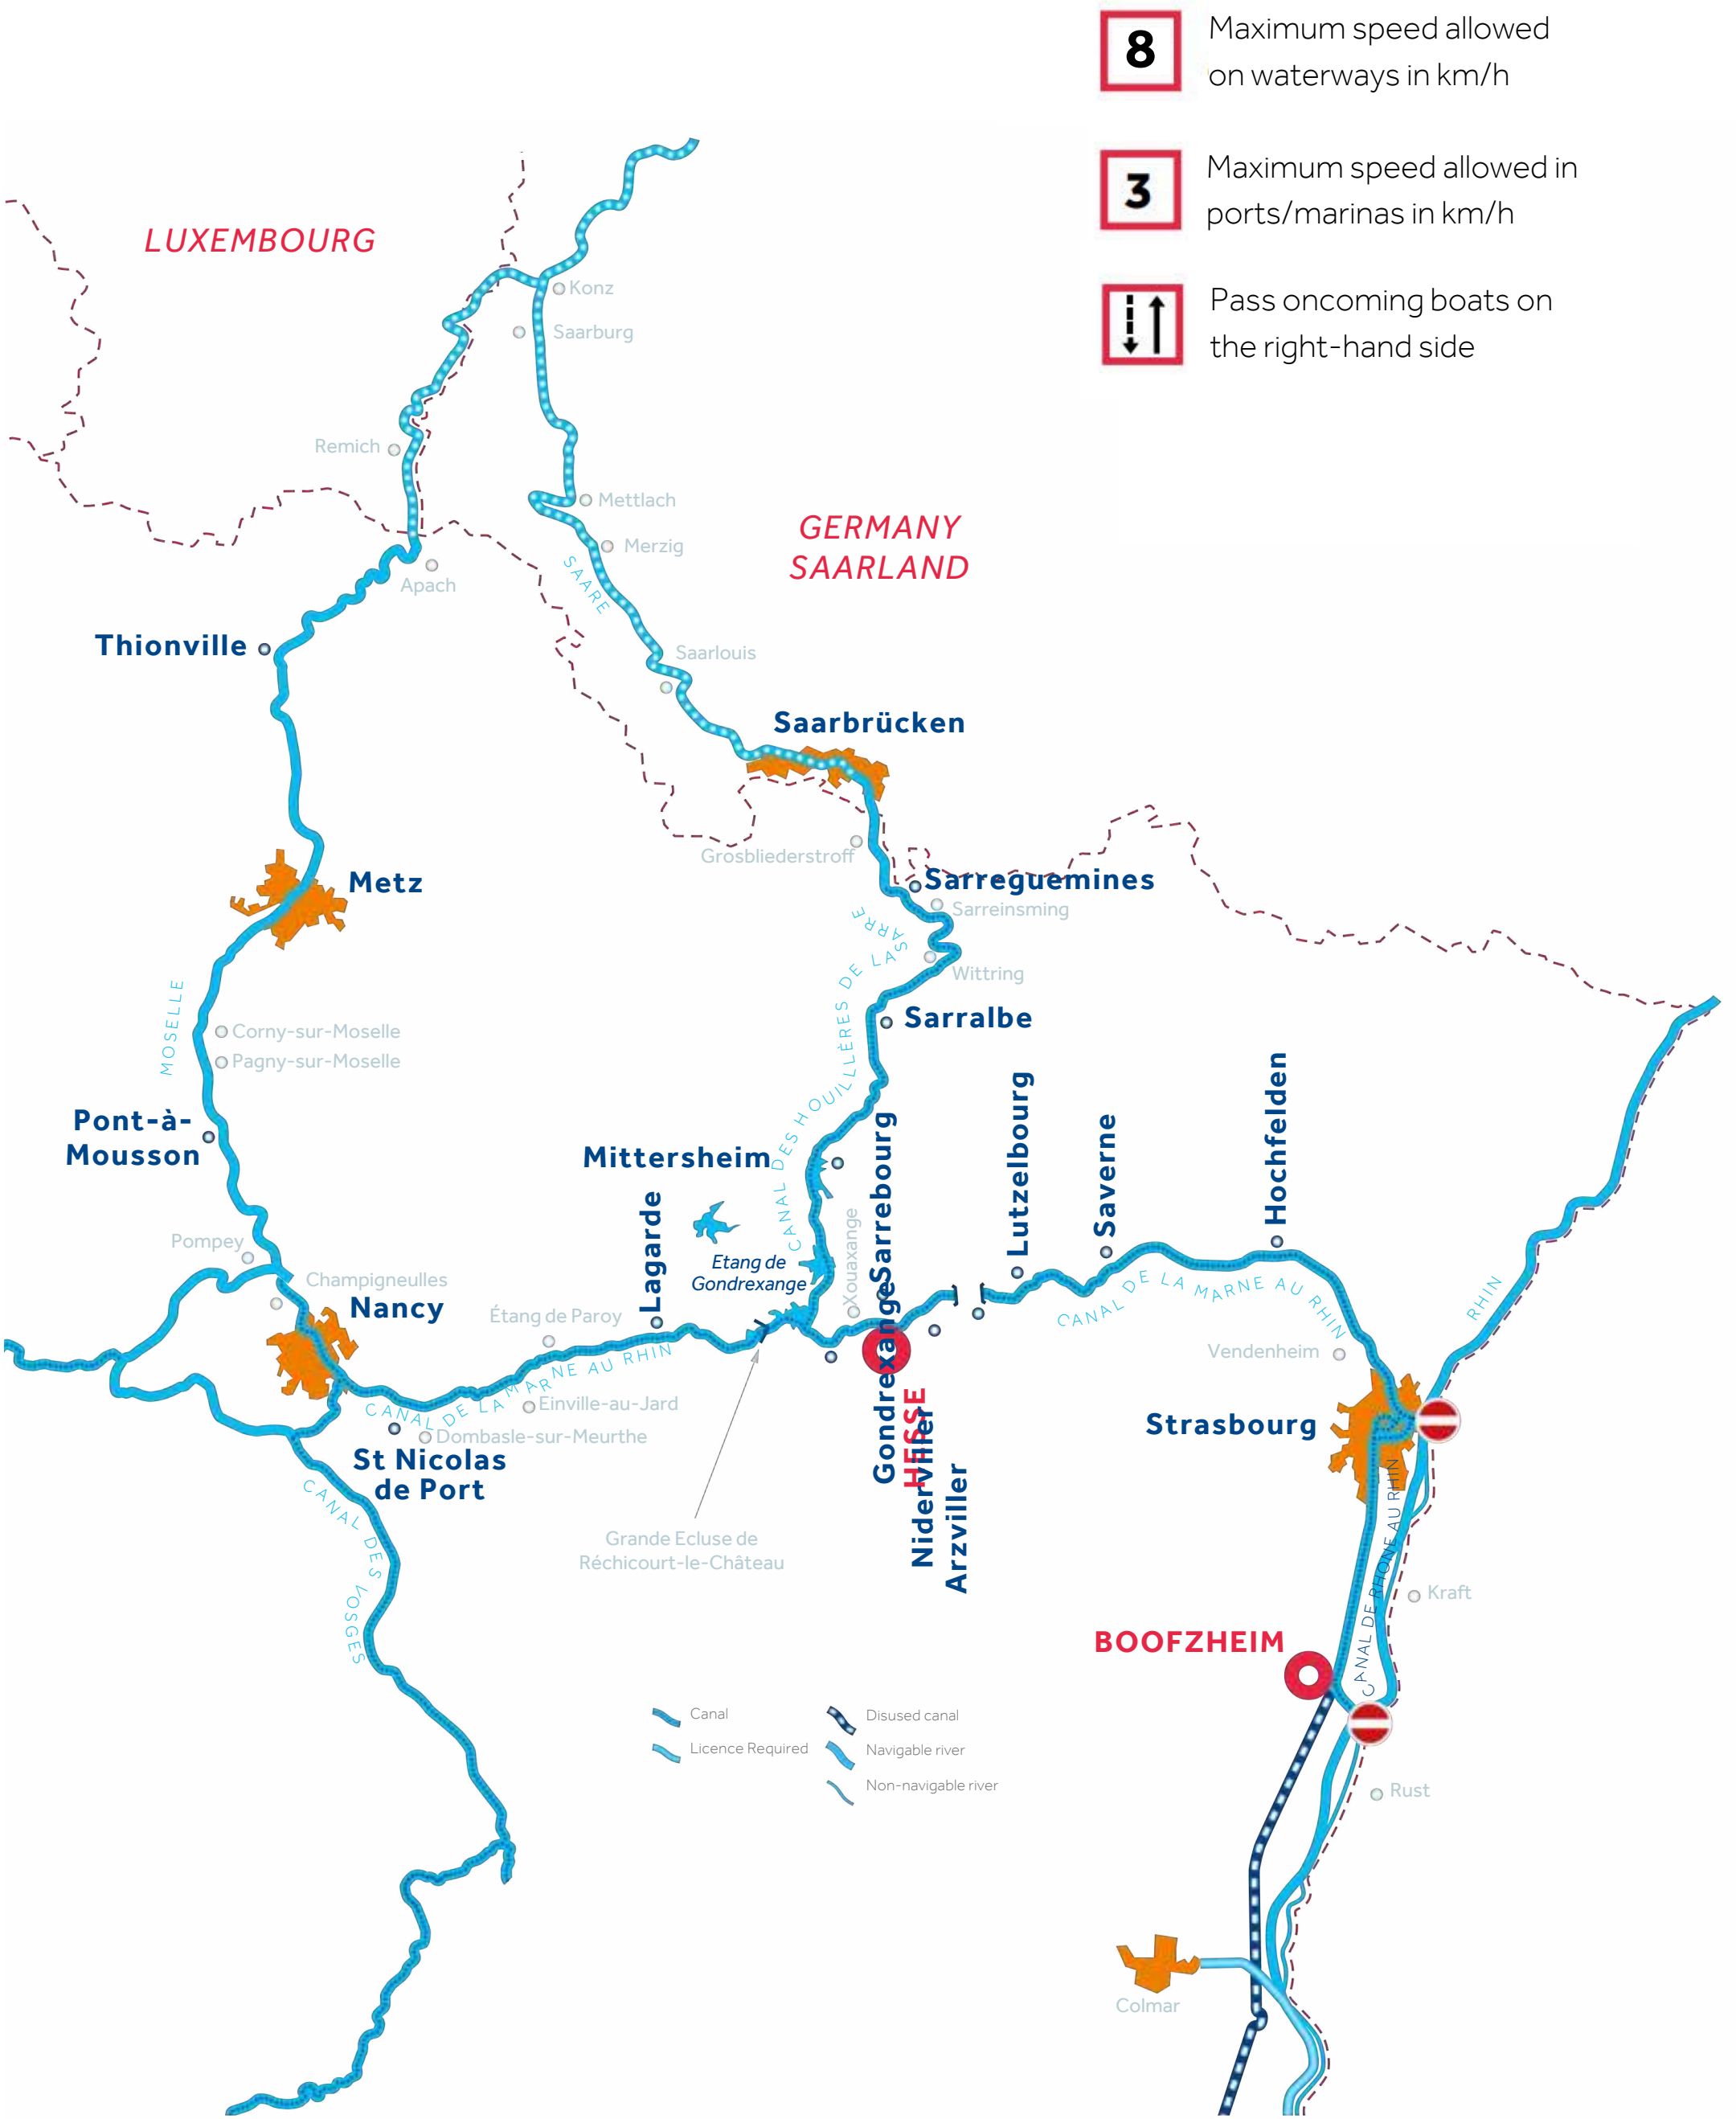 8
Maximum speed allowed
on waterways in km/h
3
Maximum speed allowed in
ports/marinas in km/h
Pass oncoming boats on
the right-hand side
LUXEMBOURG
Konz
Saarburg
Remich
Mettlach
Merzig
GERMANY
SAARLAND
SAARE
Apach
Thionville
Saarlouis
Saarbrücken
Grosbliederstroff
Metz
Sarreguemines
Sarreinsming
Wittring
CANAL DES HOUILLÈRES DE LA SARRE
MOSELLE
Sarralbe
Corny-sur-Moselle
Pagny-sur-Moselle
Pont-à-
Mousson
Mittersheim
Lagarde
Etang de
Gondrexange
Xouaxange
Sarrebourg
Lutzelbourg
Saverne
Hochfelden
Pompey
Champigneulles
Nancy
Étang de Paroy
CANAL DE LA MARNE AU RHIN
RHIN
Vendenheim
CANAL DE LA MARNE AU RHIN
Einville-au-Jard
Dombasle-sur-Meurthe
St Nicolas
de Port
Gondrexange
HESSE
Niderviller
Arzviller
Strasbourg
CANAL DES VOSGES
Grande Ecluse de
Réchicourt-le-Château
CANAL DE RHONE AU RHIN
Kraft
BOOFZHEIM
Canal
Licence Required
Disused canal
Navigable river
Non-navigable river
Rust
Colmar